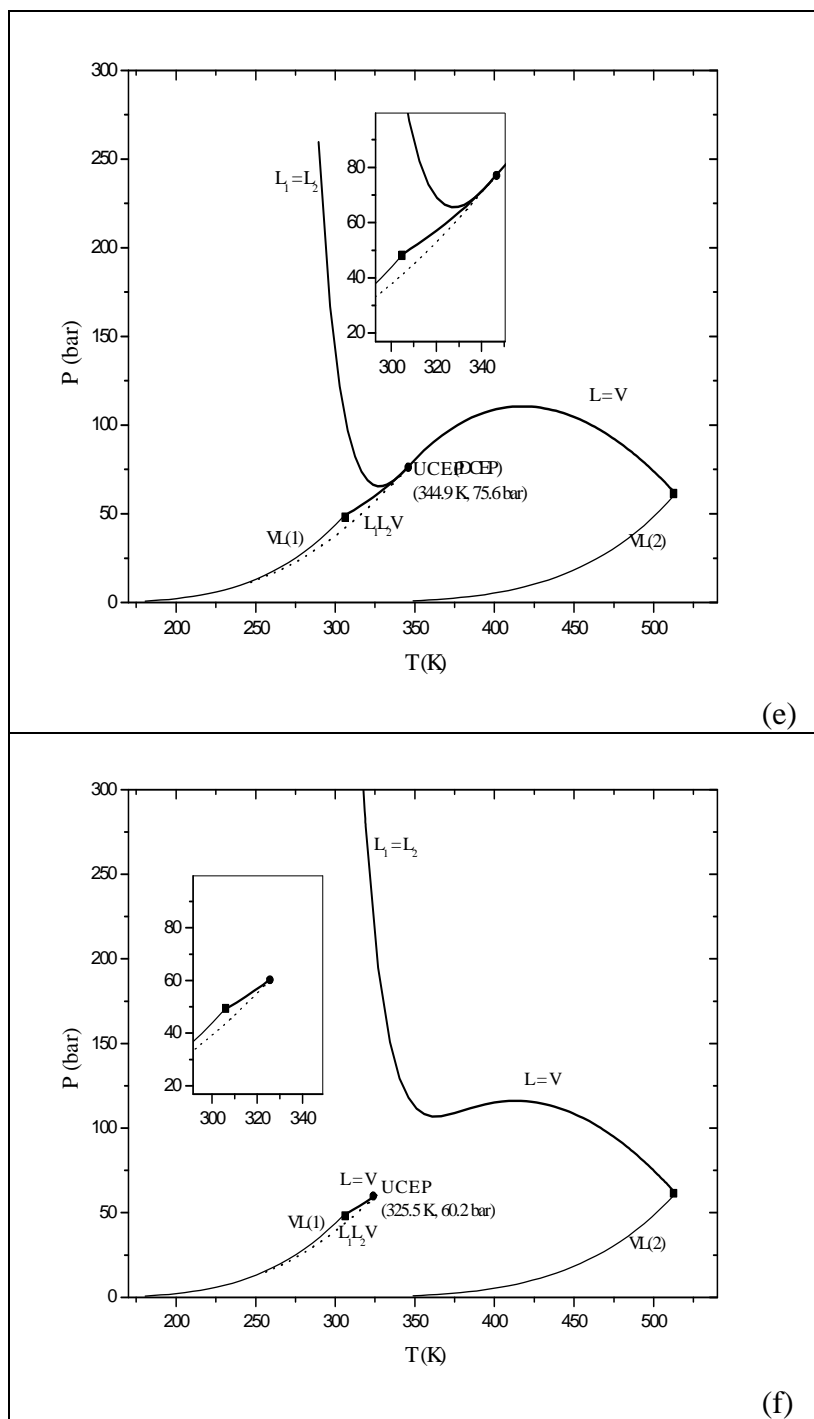 300
250
L₁=L₂
80
200
60
40
150
20
300 320 340
L=V
100
UCEP(DCEP)
(344.9 K, 75.6 bar)
50
L₁L₂V
VL(1)
VL(2)
0
200 250 300 350 400 450 500
P (bar)
T(K)
(e)
300
L₁=L₂
250
80
200
60
40
150
20
300 320 340
L=V
100
L=V
UCEP
50
(325.5 K, 60.2 bar)
VL(1)
L₁L₂V
VL(2)
0
200 250 300 350 400 450 500
P (bar)
T(K)
(f)